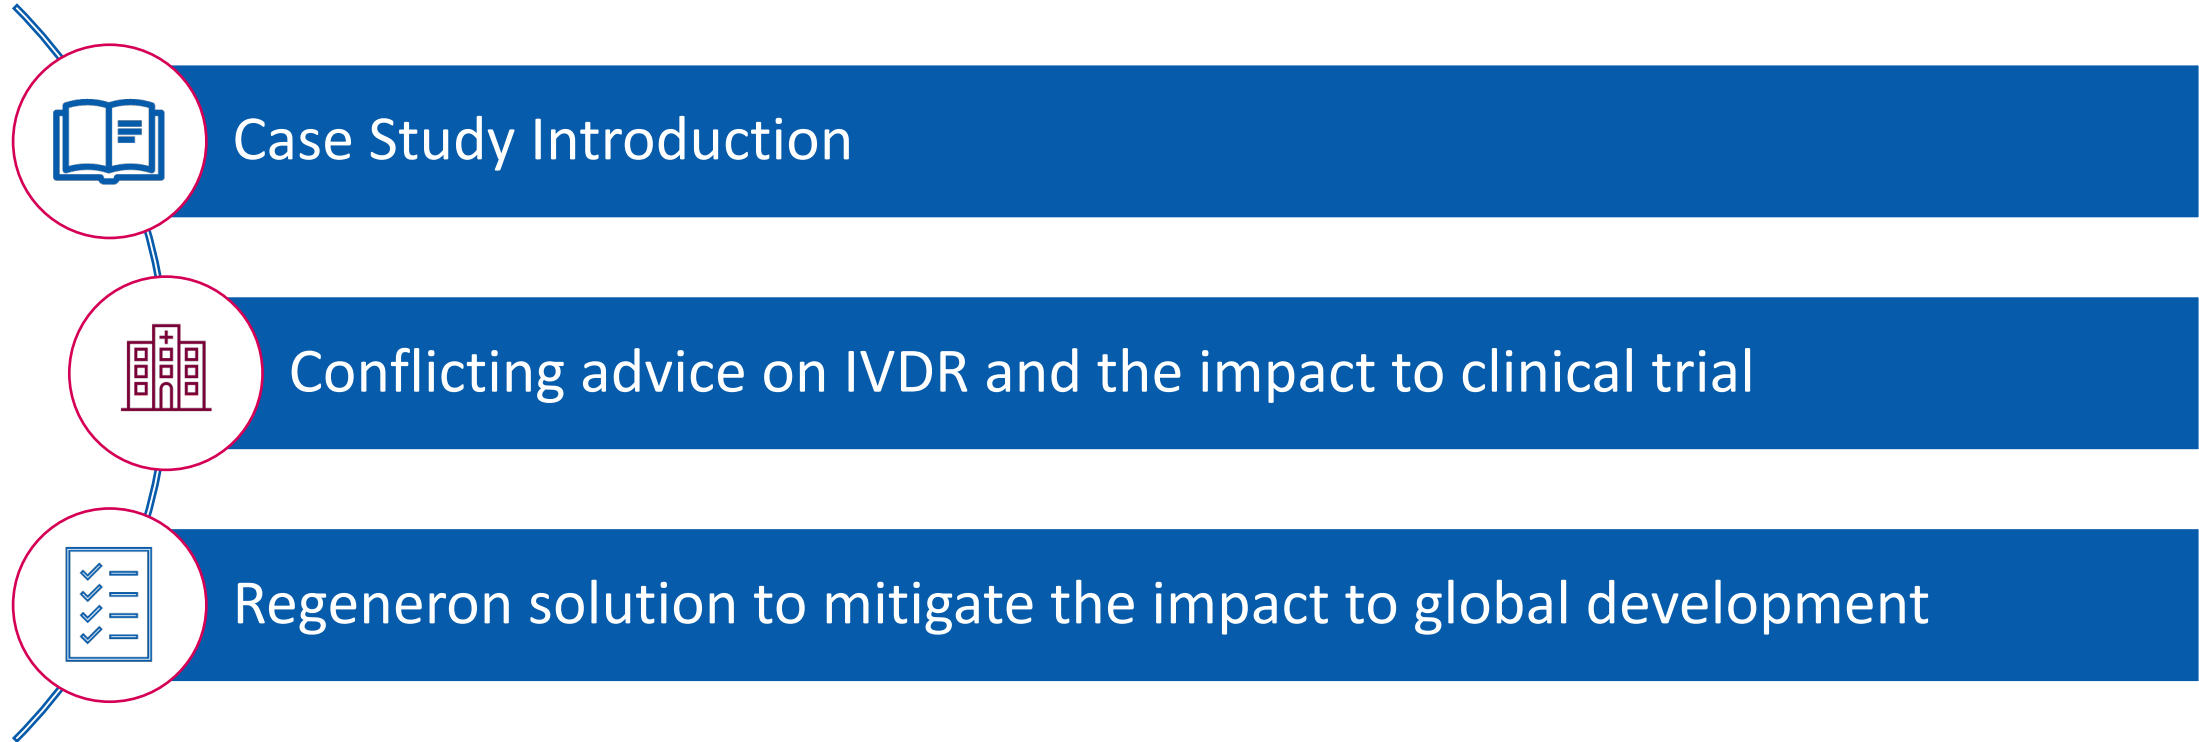 Case Study Introduction
Conflicting advice on IVDR and the impact to clinical trial
Regeneron solution to mitigate the impact to global development